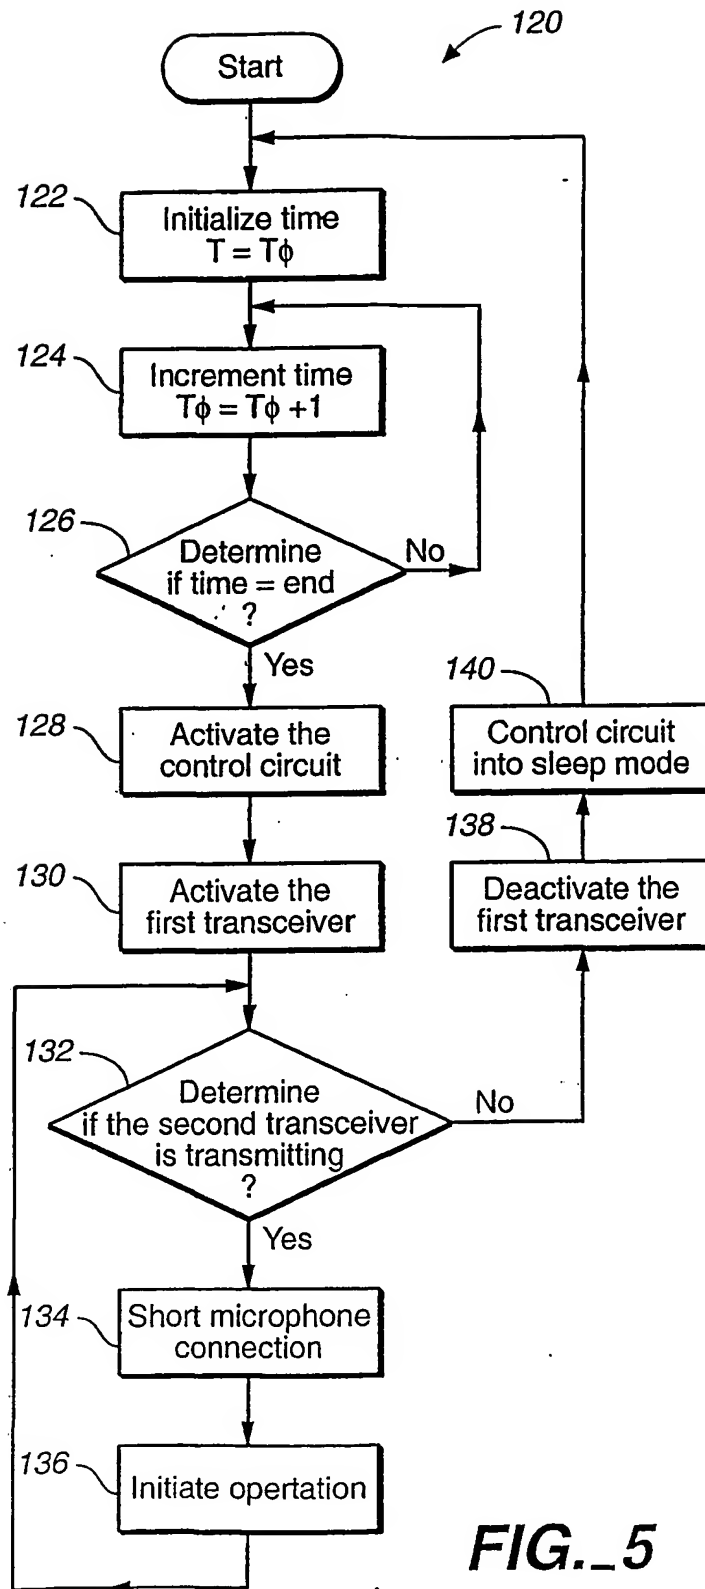 120
Start
122
Initialize time
T = Tϕ
124
Increment time
Tϕ = Tϕ +1
126
Determine
if time = end
?
No
Yes
128
Activate the
control circuit
140
Control circuit
into sleep mode
130
Activate the
first transceiver
138
Deactivate the
first transceiver
132
Determine
if the second transceiver
is transmitting
?
No
Yes
134
Short microphone
connection
136
Initiate opertation
FIG._5